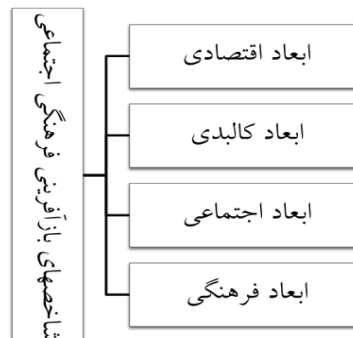 شاخصهای بازآفرینی فرهنگی اجتماعی
ابعاد اقتصادی
ابعاد کالبدی
ابعاد اجتماعی
ابعاد فرهنگی